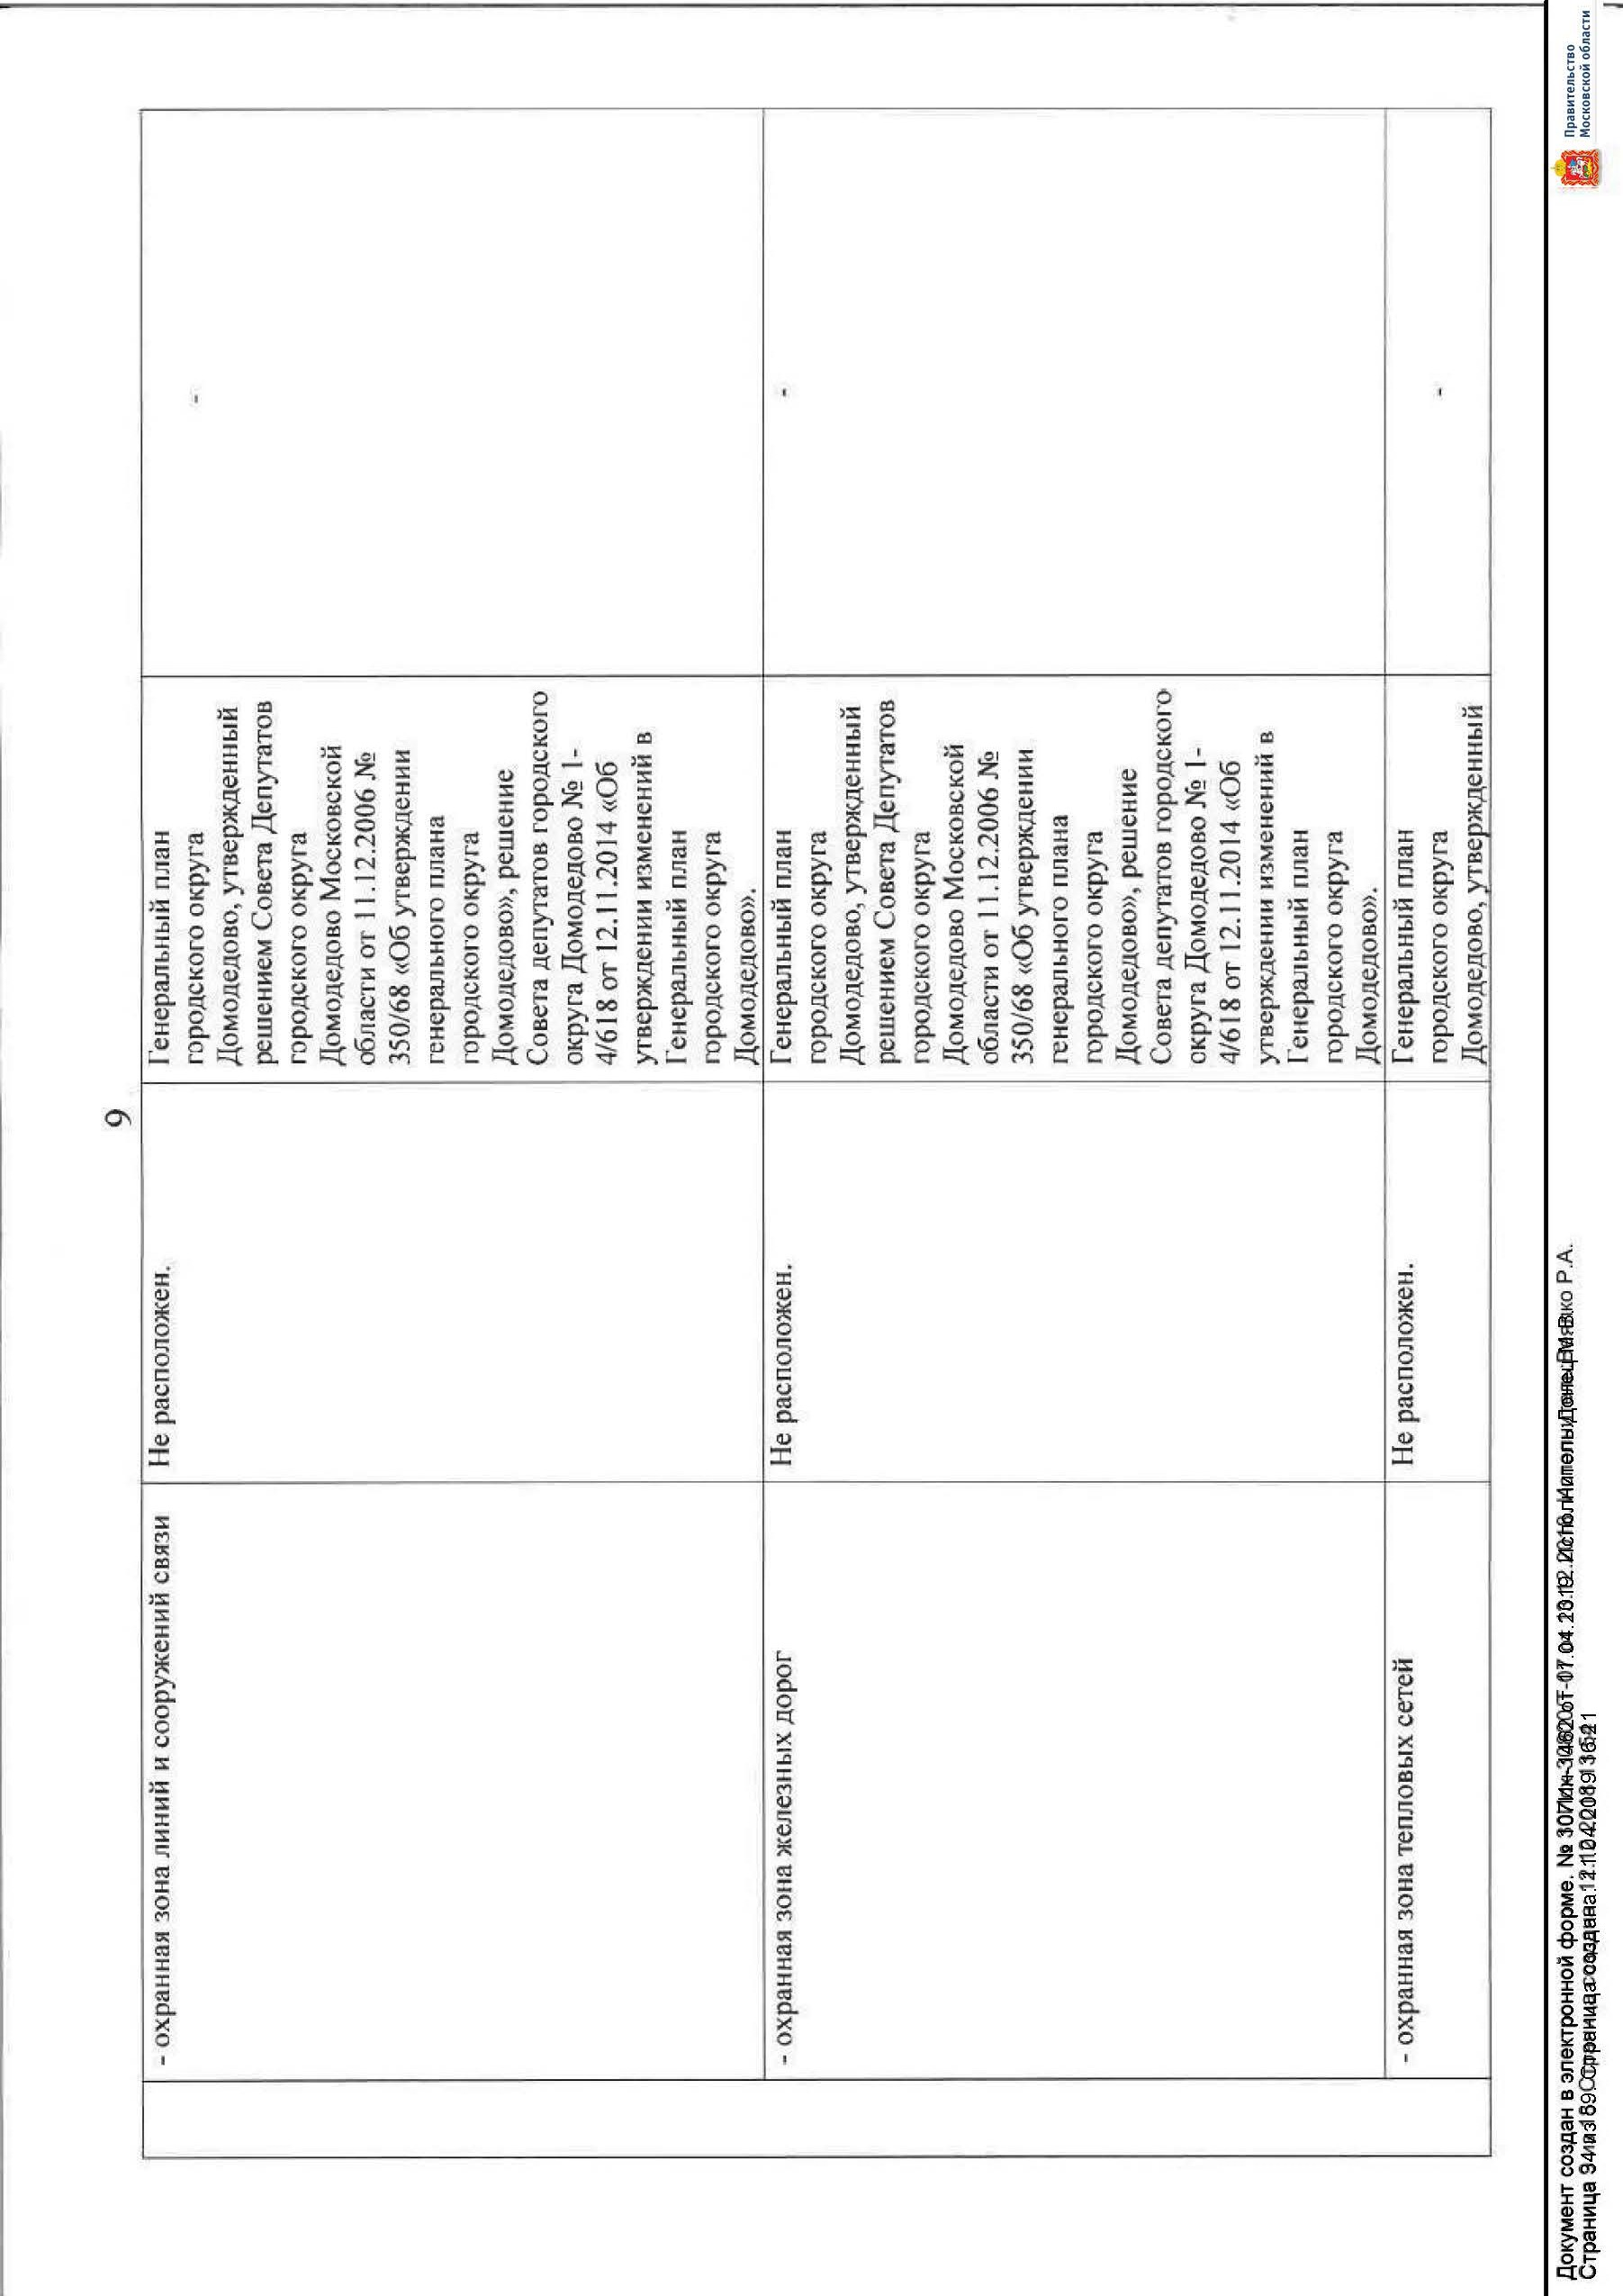 9
- охранная зона линий и сооружений связи
Не расположен.
Генеральный план
городского округа
Домодедово, утвержденный
решением Совета Депутатов
городского округа
Домодедово Московской
области от 11.12.2006 №
350/68 «Об утверждении
генерального плана
городского округа
Домодедово», решение
Совета депутатов городского
округа Домодедово № 1-
4/618 от 12.11.2014 «Об
утверждении изменений в
Генеральный план
городского округа
Домодедово».
-
- охранная зона железных дорог
Не расположен.
Генеральный план
городского округа
Домодедово, утвержденный
решением Совета Депутатов
городского округа
Домодедово Московской
области от 11.12.2006 №
350/68 «Об утверждении
генерального плана
городского округа
Домодедово», решение
Совета депутатов городского
округа Домодедово № 1-
4/618 от 12.11.2014 «Об
утверждении изменений в
Генеральный план
городского округа
Домодедово».
-
- охранная зона тепловых сетей
Не расположен.
Генеральный план
городского округа
Домодедово, утвержденный
-
Документ создан в электронной форме. №
Страница
Правительство
Московской области